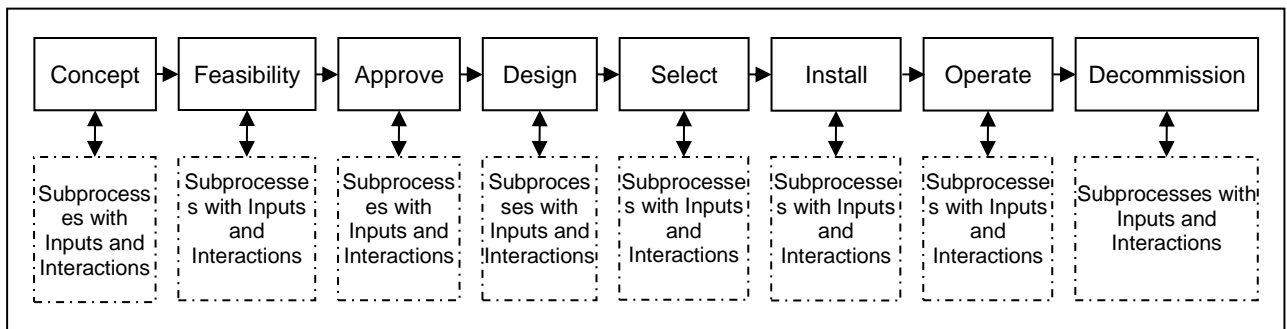 Concept
Feasibility
Approve
Design
Select
Install
Operate
Decommission
Subprocess
es with
Inputs and
Interactions
Subprocesse
s with Inputs
and
Interactions
Subprocess
es with
Inputs and
Interactions
Subproces
ses with
Inputs and
Interactions
Subprocesse
s with Inputs
and
Interactions
Subprocesse
s with Inputs
and
Interactions
Subprocesse
s with Inputs
and
Interactions
Subprocesses with
Inputs and
Interactions